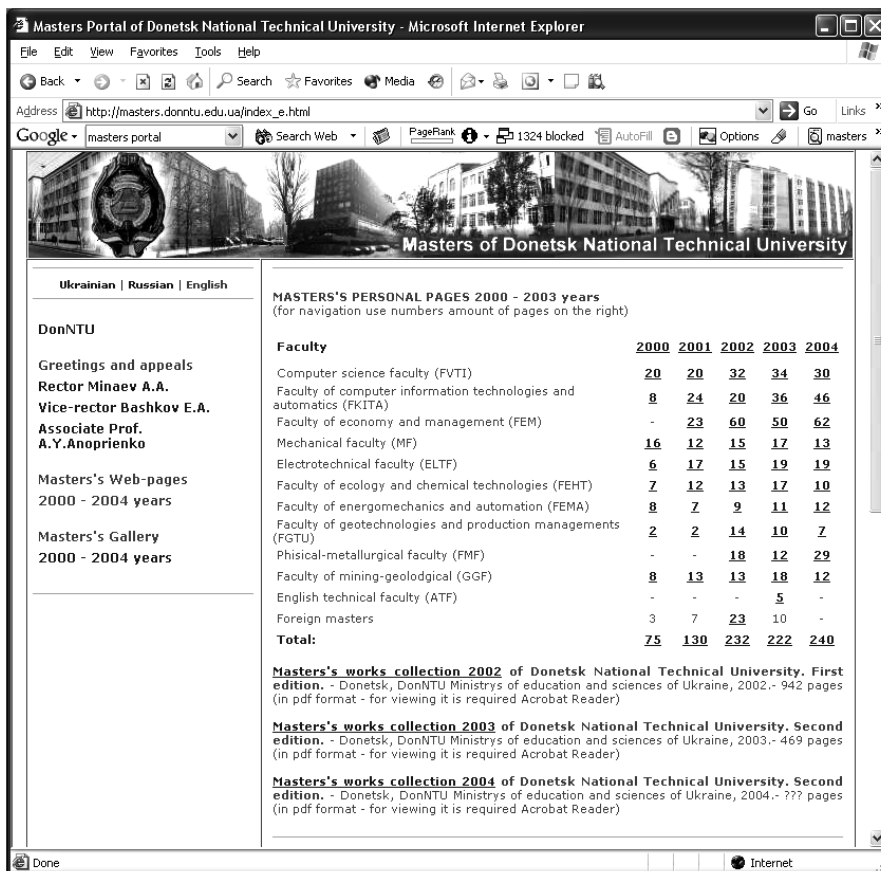 Masters Portal of Donetsk National Technical University - Microsoft Internet Explorer
File Edit View Favorites Tools Help
Back Search Favorites Media
Address http://masters.donntu.edu.ua/index_e.html Go Links »
Google masters portal Search Web PageRank 1324 blocked AutoFill Options masters »
Masters of Donetsk National Technical University
Ukrainian | Russian | English
DonNTU
Greetings and appeals
Rector Minaev A.A.
Vice-rector Bashkov E.A.
Associate Prof.
A.Y.Anoprienko
Masters's Web-pages
2000 - 2004 years
Masters's Gallery
2000 - 2004 years
MASTERS'S PERSONAL PAGES 2000 - 2003 years
(for navigation use numbers amount of pages on the right)
Faculty 2000 2001 2002 2003 2004
Computer science faculty (FVTI) 20 20 32 34 30
Faculty of computer information technologies and
automatics (FKITA) 8 24 20 36 46
Faculty of economy and management (FEM) - 23 60 50 62
Mechanical faculty (MF) 16 12 15 17 13
Electrotechnical faculty (ELTF) 6 17 15 19 19
Faculty of ecology and chemical technologies (FEHT) 7 12 13 17 10
Faculty of energomechanics and automation (FEMA) 8 7 9 11 12
Faculty of geotechnologies and production managements
(FGTU) 2 2 14 10 7
Phisical-metallurgical faculty (FMF) - - 18 12 29
Faculty of mining-geolodgical (GGF) 8 13 13 18 12
English technical faculty (ATF) - - - 5 -
Foreign masters 3 7 23 10 -
Total: 75 130 232 222 240
Masters's works collection 2002 of Donetsk National Technical University. First
edition. - Donetsk, DonNTU Ministrys of education and sciences of Ukraine, 2002.- 942 pages
(in pdf format - for viewing it is required Acrobat Reader)
Masters's works collection 2003 of Donetsk National Technical University. Second
edition. - Donetsk, DonNTU Ministrys of education and sciences of Ukraine, 2003.- 469 pages
(in pdf format - for viewing it is required Acrobat Reader)
Masters's works collection 2004 of Donetsk National Technical University. Second
edition. - Donetsk, DonNTU Ministrys of education and sciences of Ukraine, 2004.- ??? pages
(in pdf format - for viewing it is required Acrobat Reader)
Done Internet